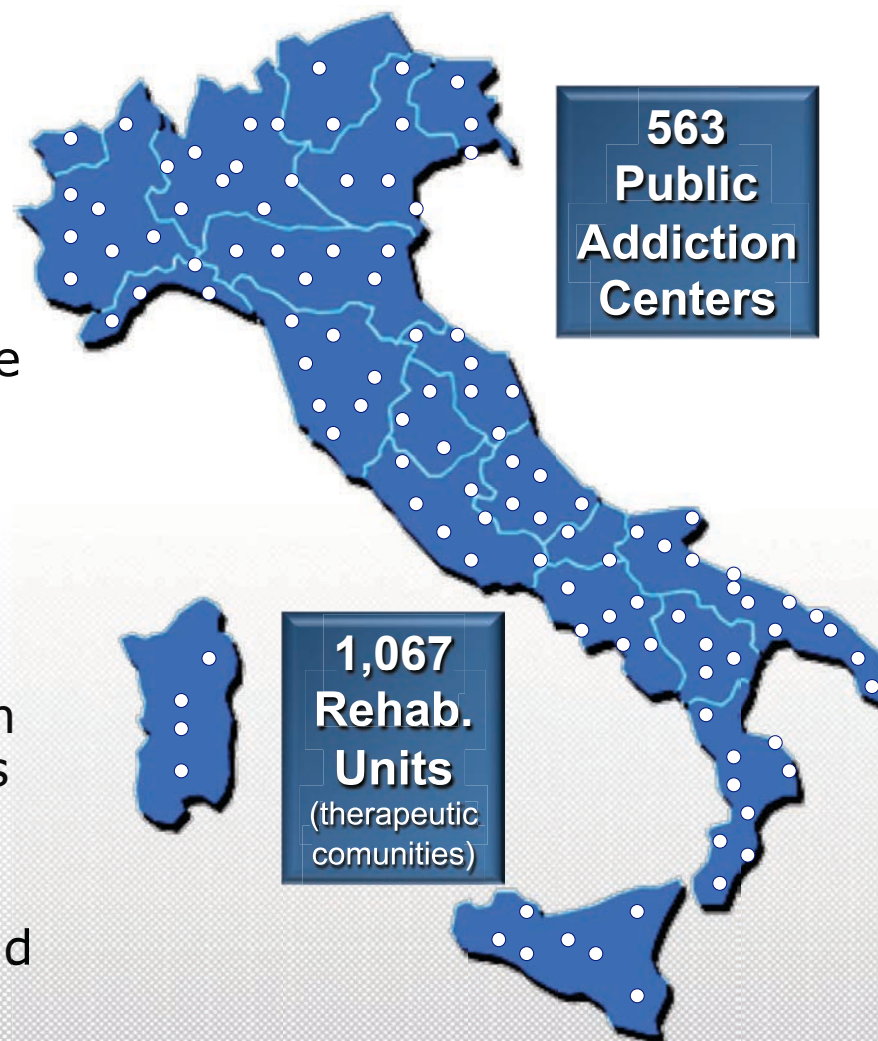 563
Public
Addiction
Centers
e
1,067
Rehab.
Units
(therapeutic
comunities)
n
s
d